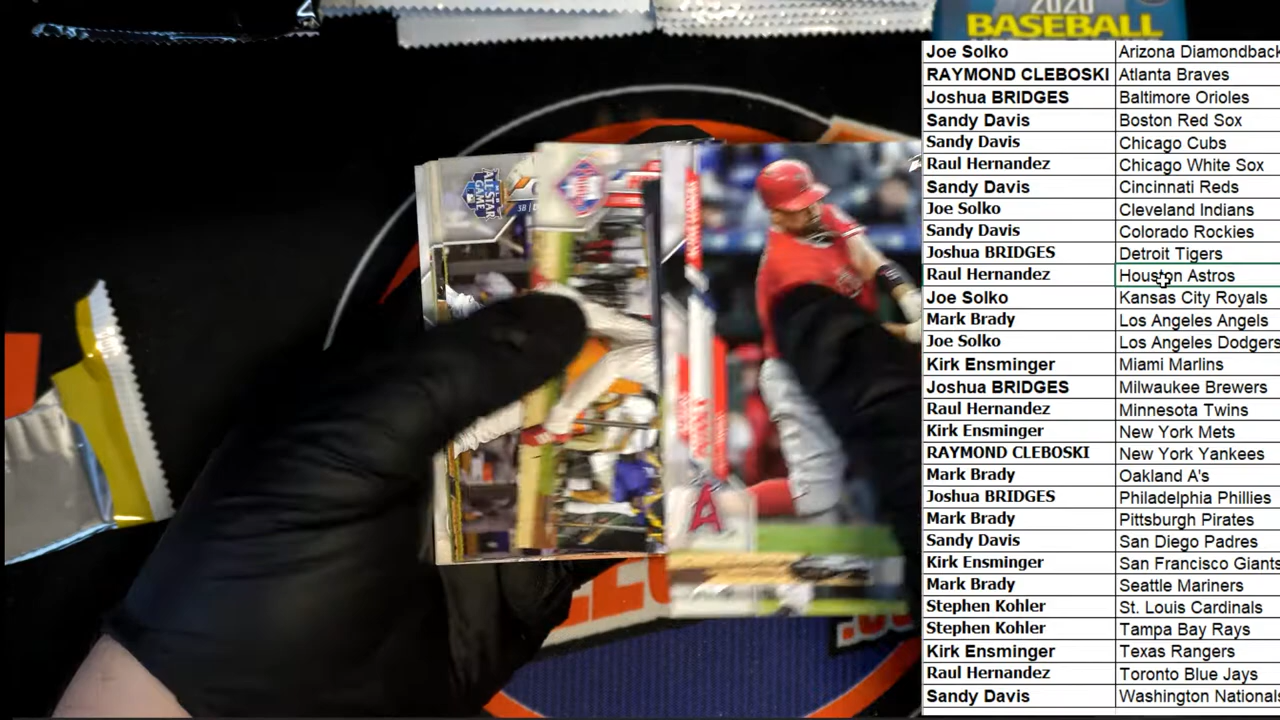 2020
BASEBALL
Joe Solko Arizona Diamondback
RAYMOND CLEBOSKI Atlanta Braves
Joshua BRIDGES Baltimore Orioles
Sandy Davis Boston Red Sox
Sandy Davis Chicago Cubs
Raul Hernandez Chicago White Sox
Sandy Davis Cincinnati Reds
Joe Solko Cleveland Indians
Sandy Davis Colorado Rockies
Joshua BRIDGES Detroit Tigers
Raul Hernandez Houston Astros
Joe Solko Kansas City Royals
Mark Brady Los Angeles Angels
Joe Solko Los Angeles Dodgers
Kirk Ensminger Miami Marlins
Joshua BRIDGES Milwaukee Brewers
Raul Hernandez Minnesota Twins
Kirk Ensminger New York Mets
RAYMOND CLEBOSKI New York Yankees
Mark Brady Oakland A's
Joshua BRIDGES Philadelphia Phillies
Mark Brady Pittsburgh Pirates
Sandy Davis San Diego Padres
Kirk Ensminger San Francisco Giants
Mark Brady Seattle Mariners
Stephen Kohler St. Louis Cardinals
Stephen Kohler Tampa Bay Rays
Kirk Ensminger Texas Rangers
Raul Hernandez Toronto Blue Jays
Sandy Davis Washington Nationals
ALL STAR
GAME
3B
A